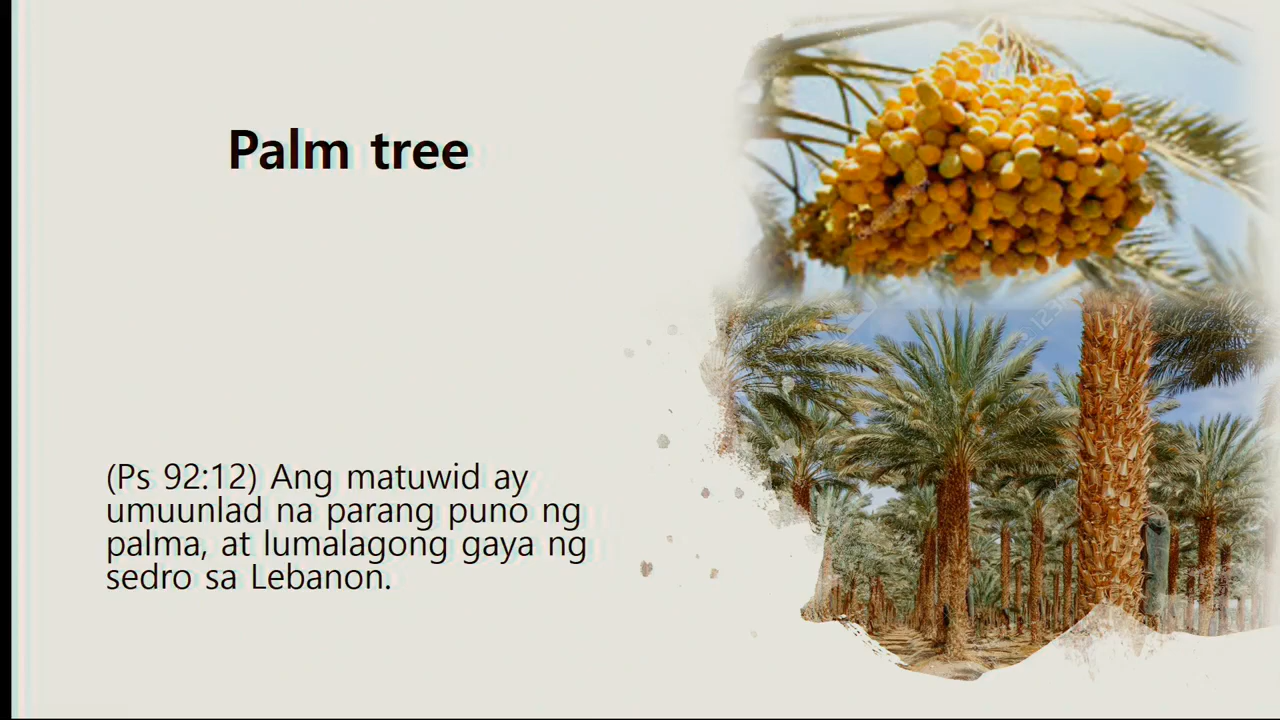 Palm tree
(Ps 92:12) Ang matuwid ay
umuunlad na parang puno ng
palma, at lumalagong gaya ng
sedro sa Lebanon.